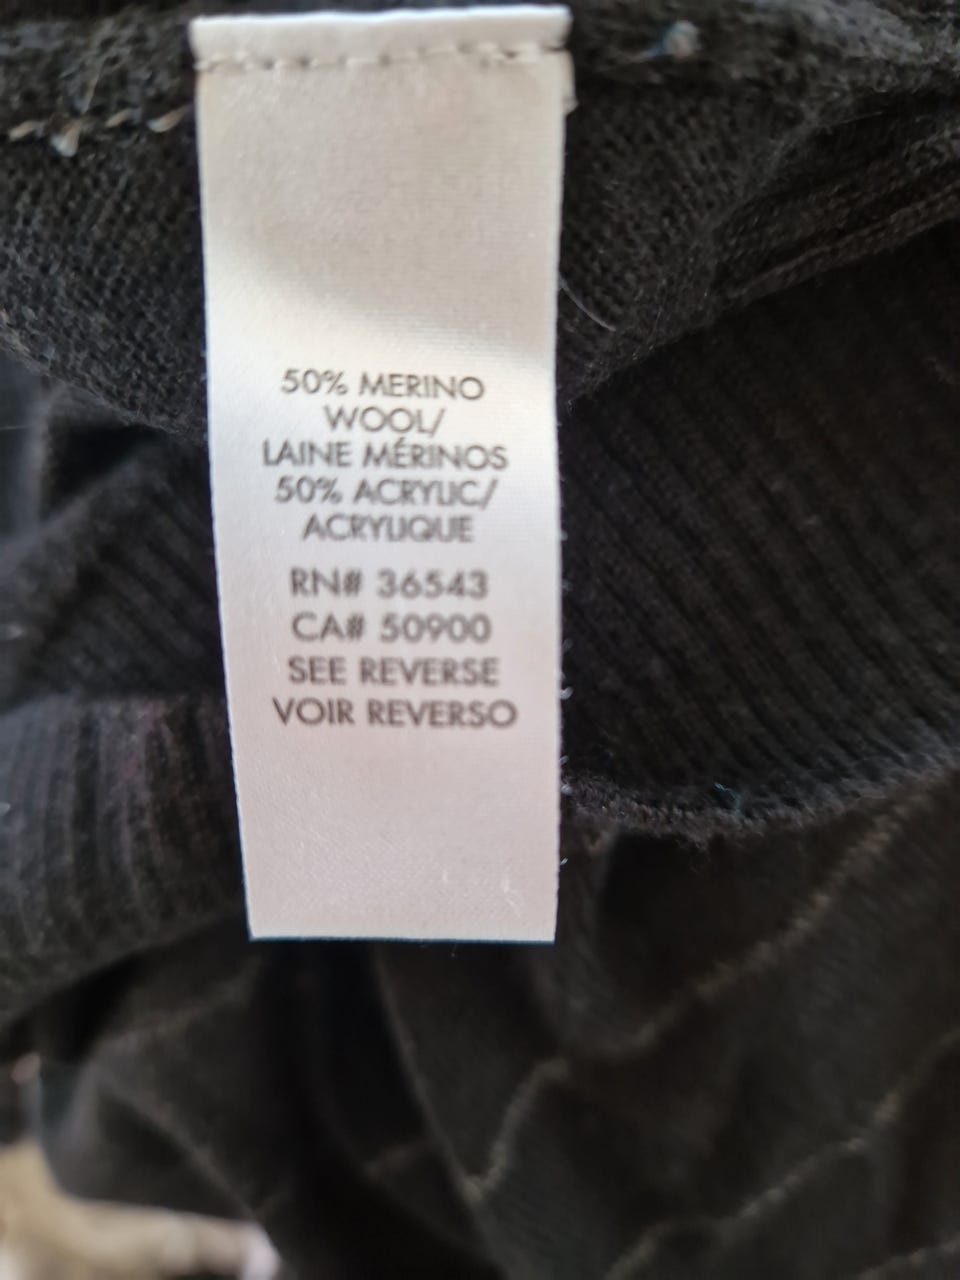 50% MERINO
WOOL/
LAINE MÉRINOS
50% ACRYLIC/
ACRYLIQUE
RN# 36543
CA# 50900
SEE REVERSE
VOIR REVERSO